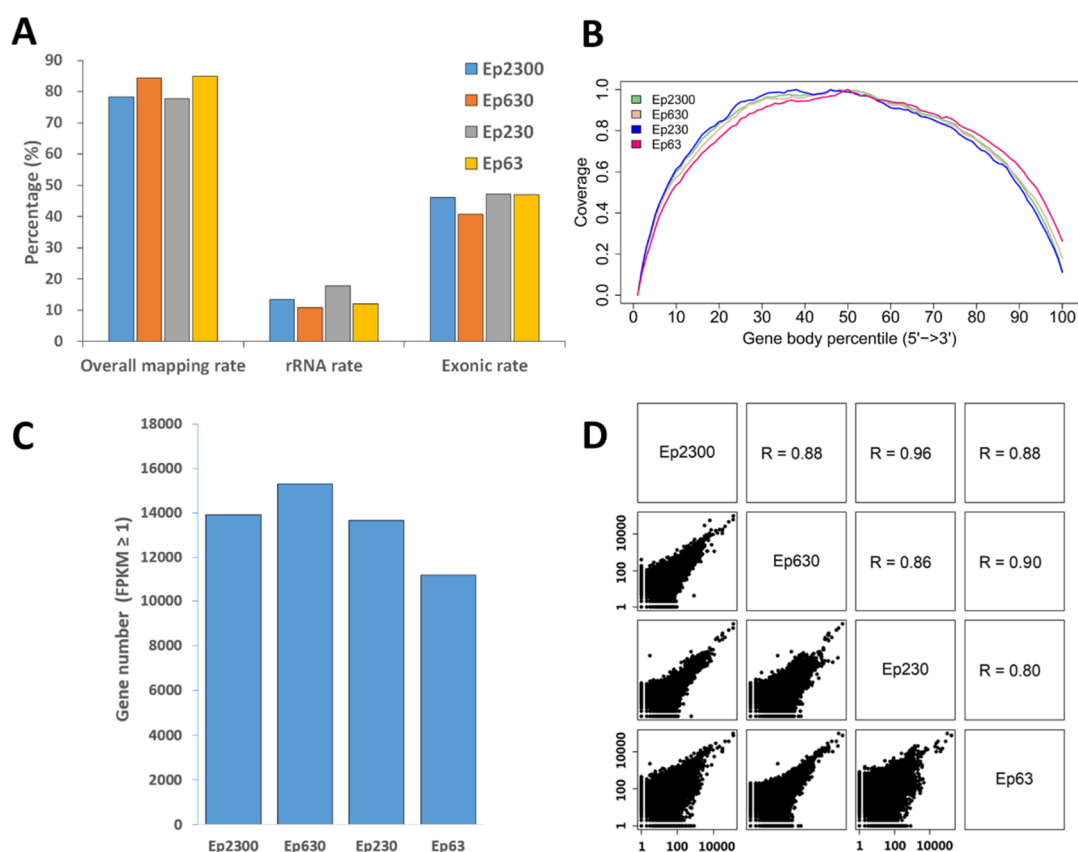 A
90
80
70
60
50
40
30
20
10
0
Percentage (%)
Ep2300
Ep630
Ep230
Ep63
Overall mapping rate
rRNA rate
Exonic rate
B
1.0
0.8
0.6
0.4
0.2
0.0
Coverage
Ep2300
Ep630
Ep230
Ep63
0 10 20 30 40 50 60 70 80 90 100
Gene body percentile (5'->3')
C
18000
16000
14000
12000
10000
8000
6000
4000
2000
0
Gene number (FPKM ≥ 1)
Ep2300 Ep630 Ep230 Ep63
D
Ep2300
R = 0.88
R = 0.96
R = 0.88
1 100 10000
Ep630
R = 0.86
R = 0.90
Ep230
R = 0.80
1 100 10000
Ep63
1 100 10000
1 100 10000